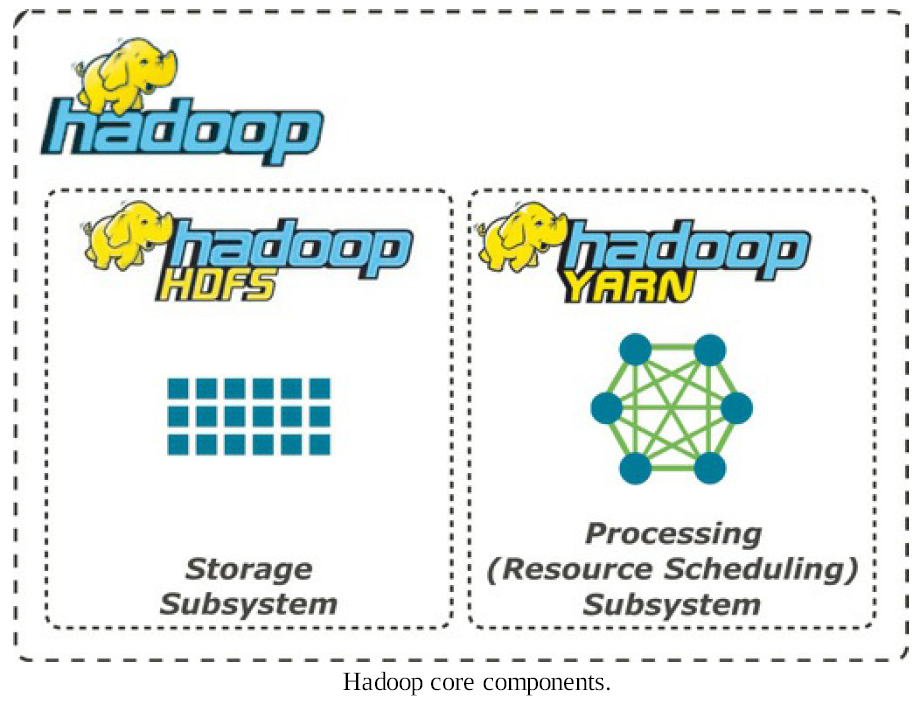 hadoop
hadoop
HDFS
hadoop
YARN
Storage
Subsystem
Processing
(Resource Scheduling)
Subsystem
Hadoop core components.